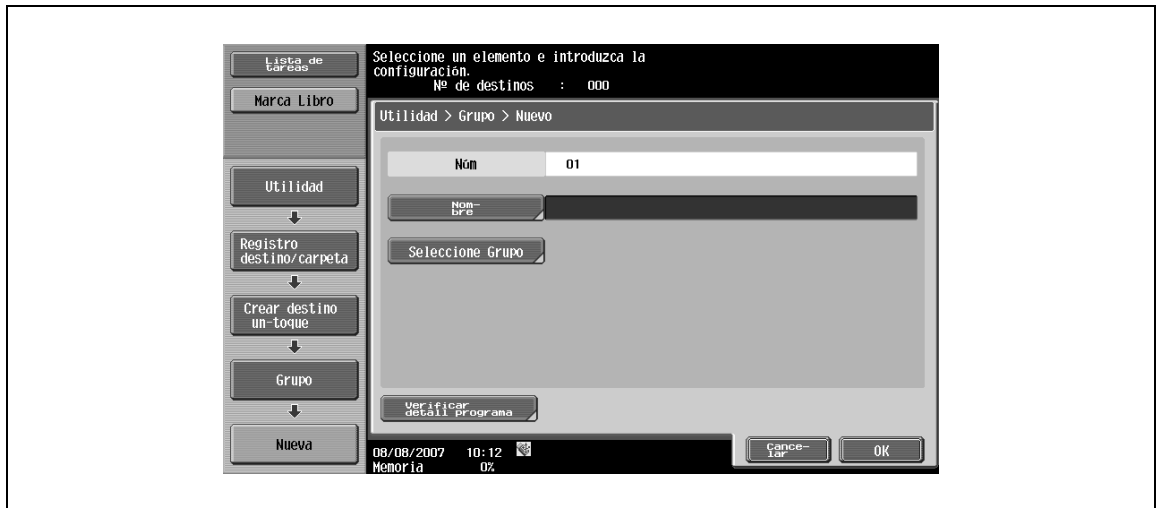 Lista de
tareas
Marca Libro
Utilidad
Registro
destino/carpeta
Crear destino
un-toque
Grupo
Nueva
Seleccione un elemento e introduzca la
configuración.
Nº de destinos : 000
Utilidad > Grupo > Nuevo
Núm 01
Nom-
bre
Seleccione Grupo
Verificar
detall programa
08/08/2007 10:12
Memoria 0%
Cance-
lar
OK